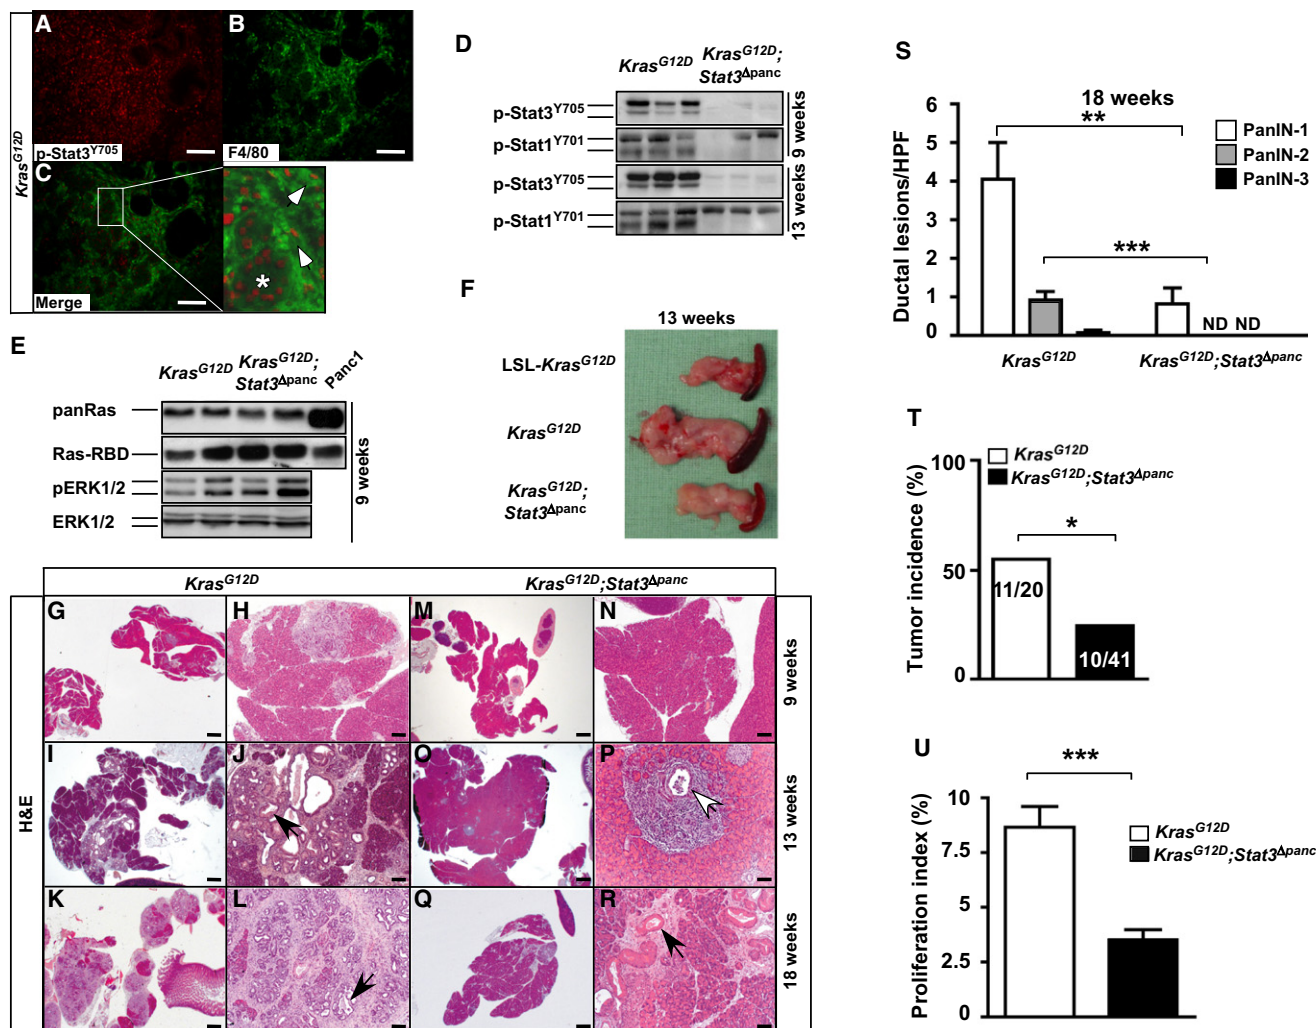 A
B
Kras^G12D
p-Stat3^Y705
F4/80
C
Merge
*
D
Kras^G12D
Kras^G12D;
Stat3^Δpanc
p-Stat3^Y705
p-Stat1^Y701
9 weeks
p-Stat3^Y705
p-Stat1^Y701
13 weeks
E
Kras^G12D
Kras^G12D;
Stat3^Δpanc
Panc1
panRas
Ras-RBD
pERK1/2
ERK1/2
9 weeks
F
13 weeks
LSL-Kras^G12D
Kras^G12D
Kras^G12D;
Stat3^Δpanc
Kras^G12D
Kras^G12D;Stat3^Δpanc
H&E
G
H
M
N
9 weeks
I
J
O
P
13 weeks
K
L
Q
R
18 weeks
S
18 weeks
**
***
PanIN-1
PanIN-2
PanIN-3
Ductal lesions/HPF
6
5
4
3
2
1
0
ND ND
Kras^G12D
Kras^G12D;Stat3^Δpanc
T
Kras^G12D
Kras^G12D;Stat3^Δpanc
Tumor incidence (%)
100
50
0
*
11/20
10/41
U
***
Kras^G12D
Kras^G12D;Stat3^Δpanc
Proliferation index (%)
10
7.5
5
2.5
0